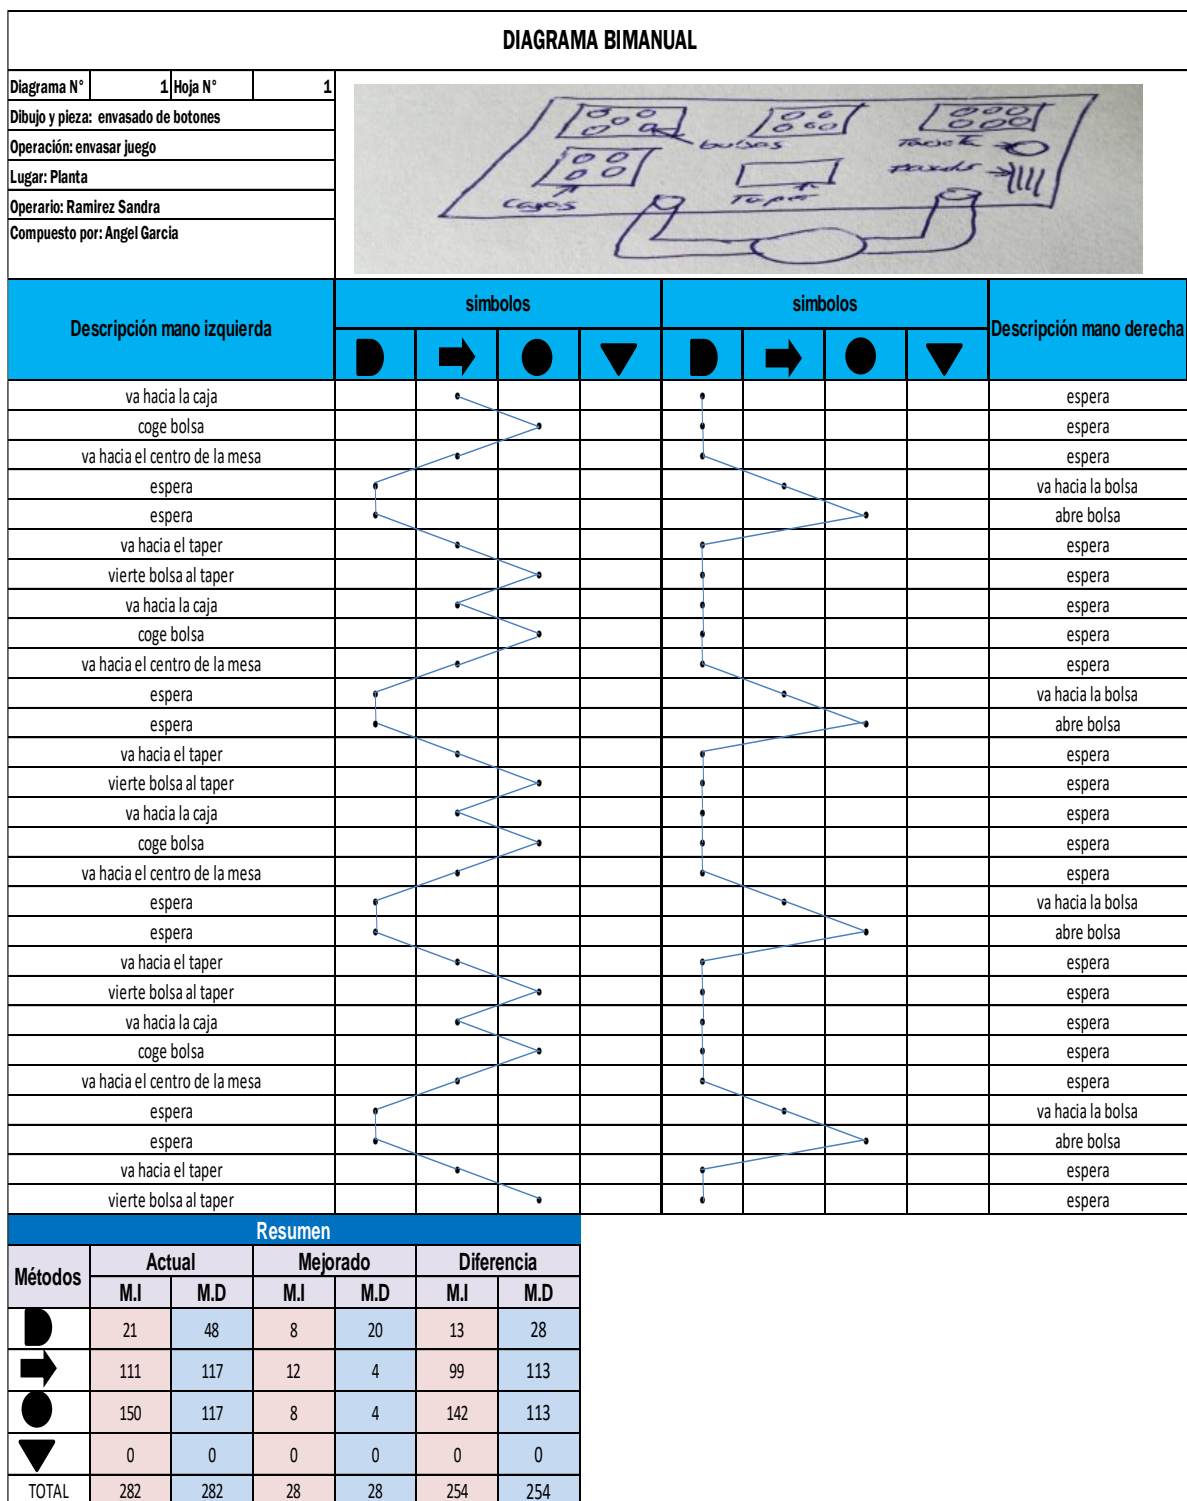 DIAGRAMA BIMANUAL
Diagrama N° 1 Hoja N° 1
Dibujo y pieza: envasado de botones
Operación: envasar juego
Lugar: Planta
Operario: Ramirez Sandra
Compuesto por: Angel Garcia
bolsas
Tarjeta
cajas
Taper
Descripción mano izquierda simbolos simbolos Descripción mano derecha
va hacia la caja espera
coge bolsa espera
va hacia el centro de la mesa espera
espera va hacia la bolsa
espera abre bolsa
va hacia el taper espera
vierte bolsa al taper espera
va hacia la caja espera
coge bolsa espera
va hacia el centro de la mesa espera
espera va hacia la bolsa
espera abre bolsa
va hacia el taper espera
vierte bolsa al taper espera
va hacia la caja espera
coge bolsa espera
va hacia el centro de la mesa espera
espera va hacia la bolsa
espera abre bolsa
va hacia el taper espera
vierte bolsa al taper espera
va hacia la caja espera
coge bolsa espera
va hacia el centro de la mesa espera
espera va hacia la bolsa
espera abre bolsa
va hacia el taper espera
vierte bolsa al taper espera
Resumen
Métodos Actual Mejorado Diferencia
M.I M.D M.I M.D M.I M.D
21 48 8 20 13 28
111 117 12 4 99 113
150 117 8 4 142 113
0 0 0 0 0 0
TOTAL 282 282 28 28 254 254